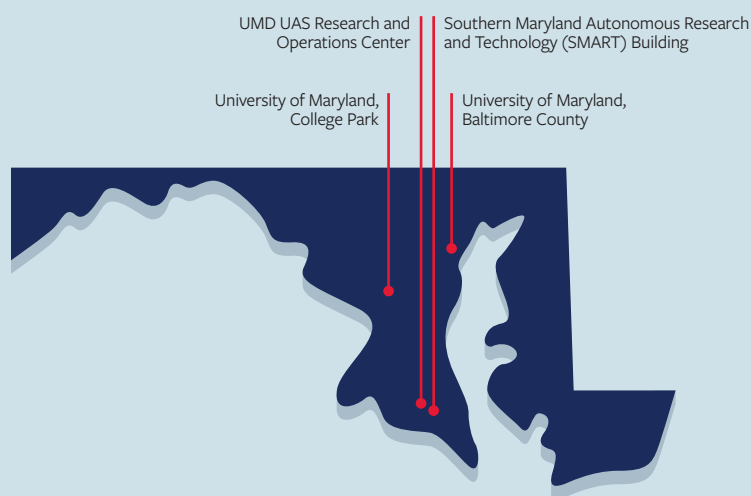 UMD UAS Research and
Operations Center
Southern Maryland Autonomous Research
and Technology (SMART) Building
University of Maryland,
College Park
University of Maryland,
Baltimore County